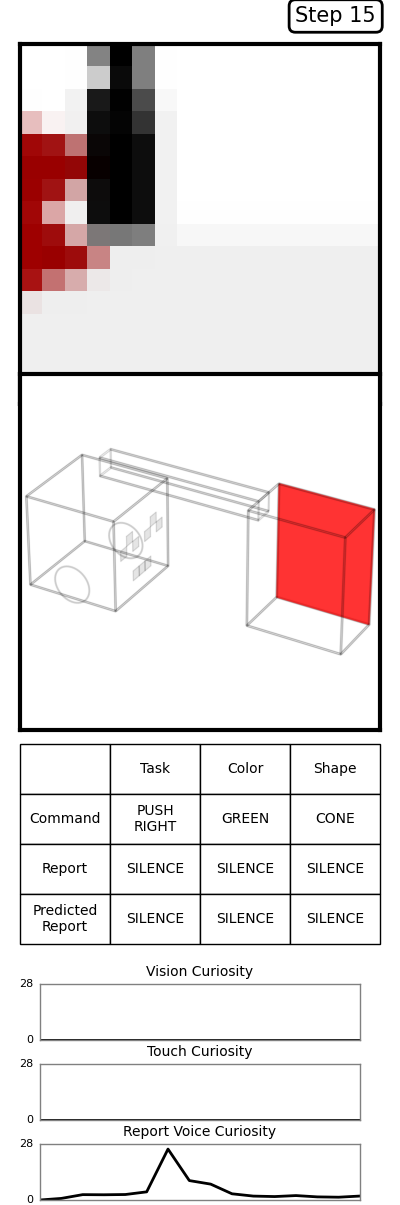 Step 15
Task Color Shape
Command PUSH RIGHT GREEN CONE
Report SILENCE SILENCE SILENCE
Predicted Report SILENCE SILENCE SILENCE
Vision Curiosity
28
0
Touch Curiosity
28
0
Report Voice Curiosity
28
0